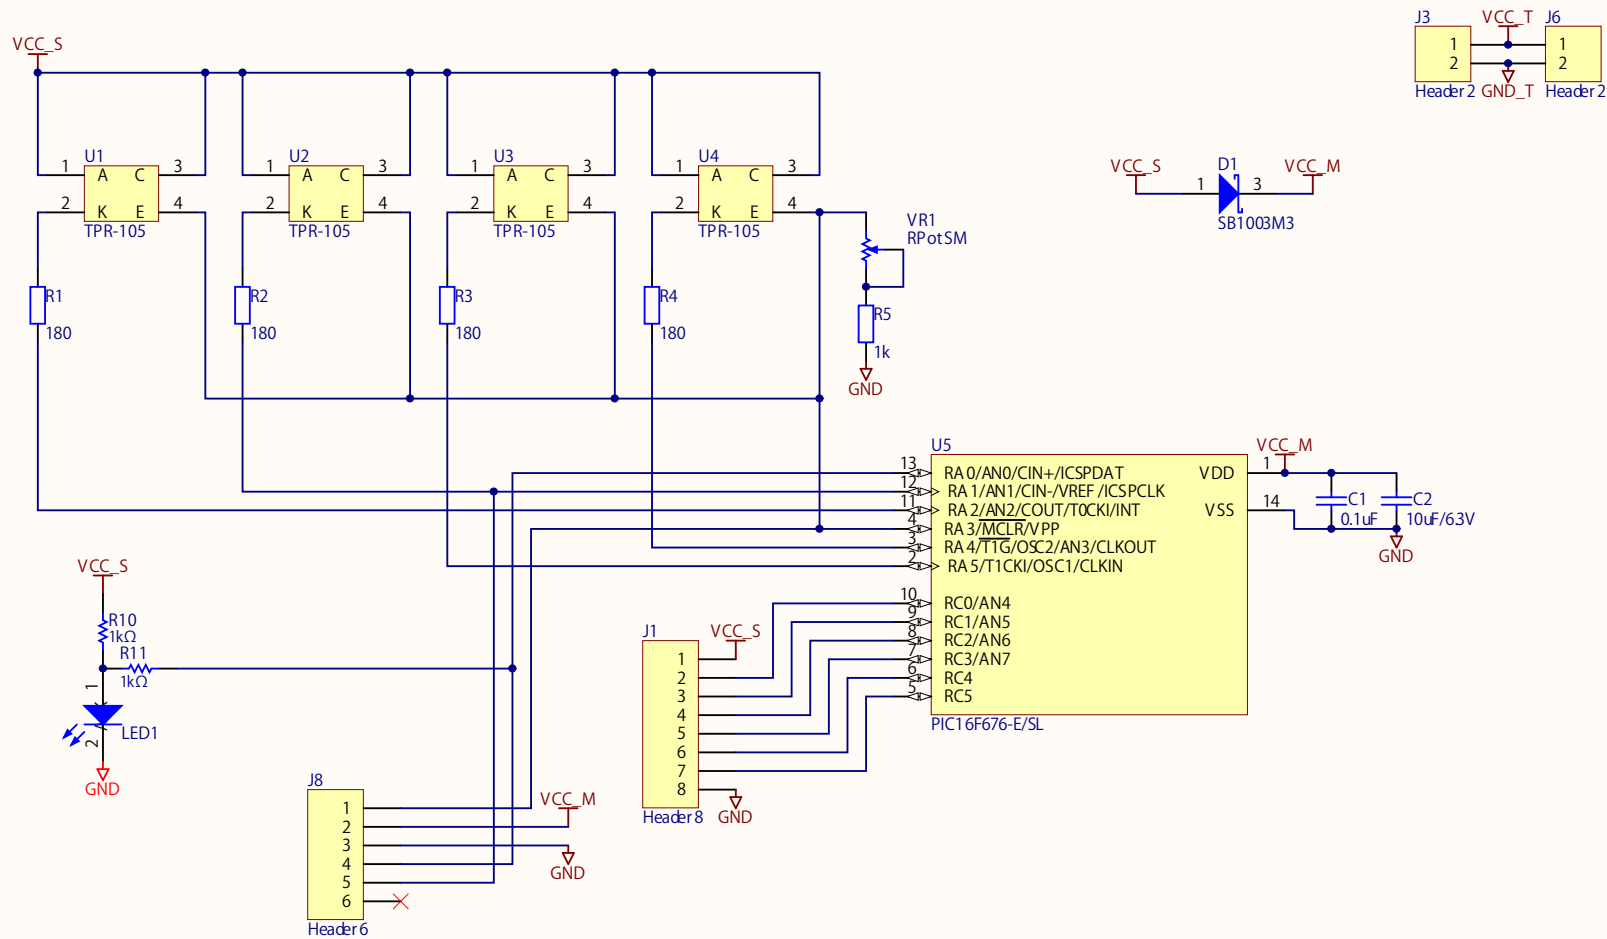 J3 VCC_T J6
1 1
2 2
Header 2 GND_T Header 2
VCC_S
U1 U2 U3 U4
1 A C 3 1 A C 3 1 A C 3 1 A C 3
2 K E 4 2 K E 4 2 K E 4 2 K E 4
TPR-105 TPR-105 TPR-105 TPR-105
VCC_S D1 VCC_M
1 3
SB1003M3
VR1
RPotSM
R1 R2 R3 R4
180 180 180 180
R5
1k
GND
U5
13 RA0/AN0/CIN+/ICSPDAT
12 RA1/AN1/CIN-/VREF/ICSPCLK
11 RA2/AN2/COUT/T0CKI/INT
4 RA3/MCLR/VPP
3 RA4/T1G/OSC2/AN3/CLKOUT
2 RA5/T1CKI/OSC1/CLKIN
10 RC0/AN4
9 RC1/AN5
8 RC2/AN6
7 RC3/AN7
6 RC4
5 RC5
VDD 1
VSS 14
PIC16F676-E/SL
VCC_M
C1 C2
0.1uF 10uF/6.3V
GND
VCC_S
R10
1kΩ
R11
1kΩ
1
LED1
2
GND
J1
VCC_S
1
2
3
4
5
6
7
8
Header 8 GND
J8
VCC_M
1
2
3
4
5
6
GND
Header 6